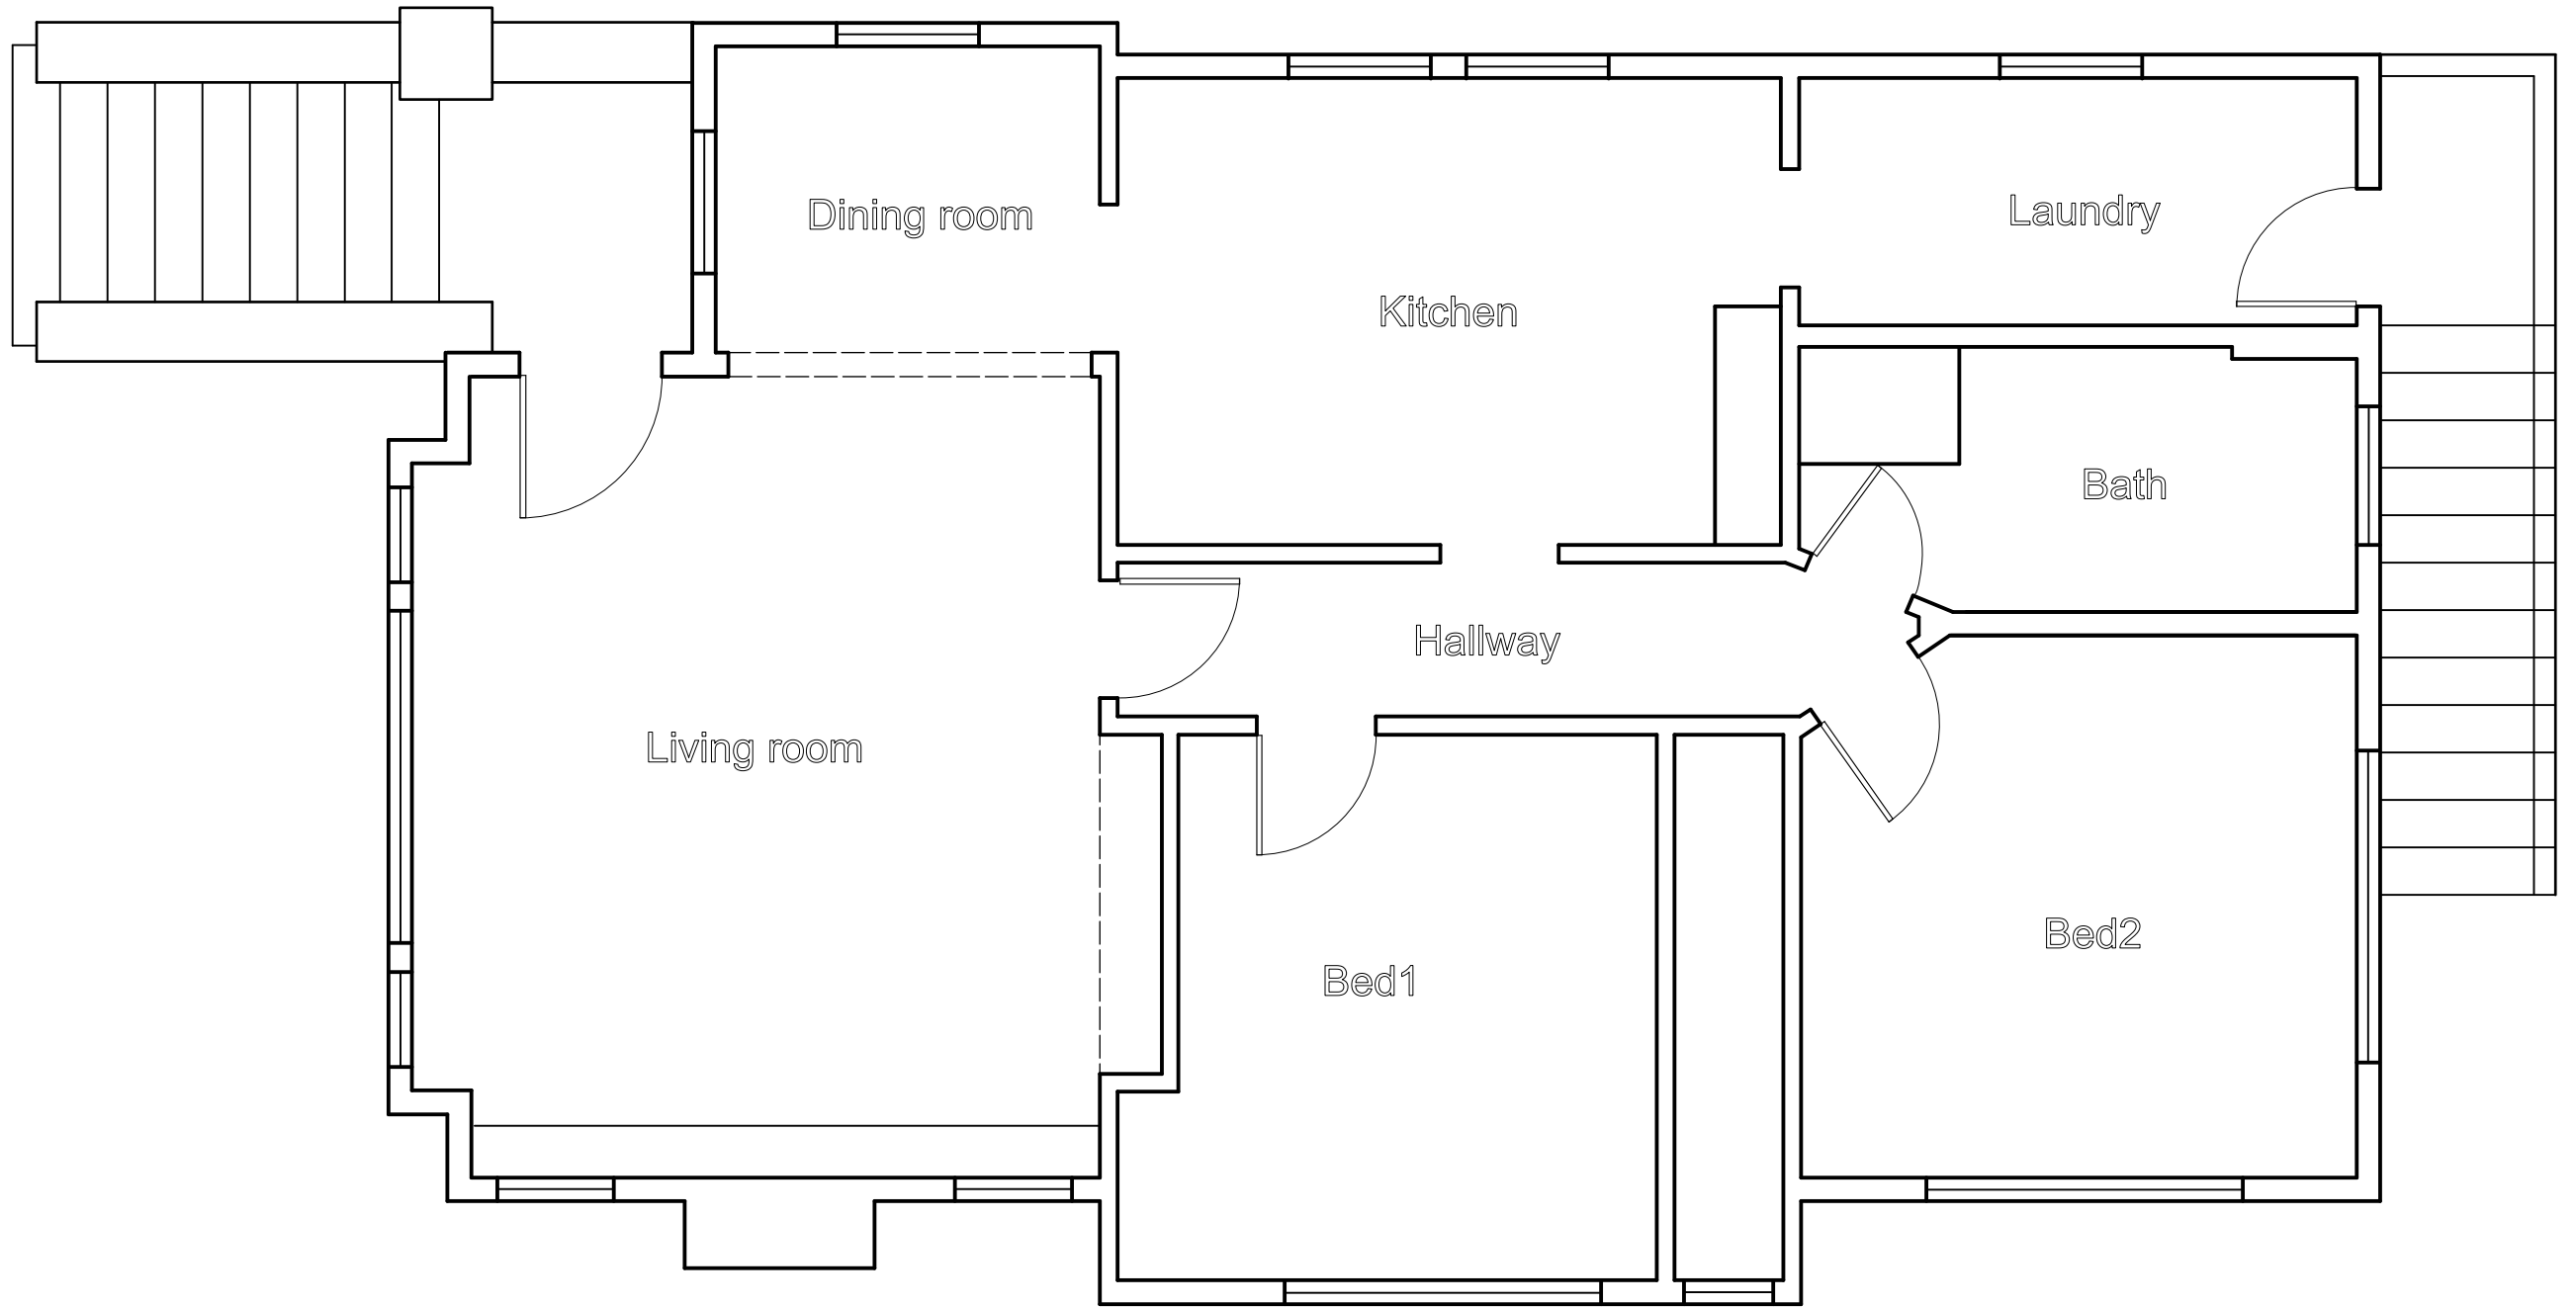 Dining room
Laundry
Kitchen
Bath
Hallway
Living room
Bed2
Bed1